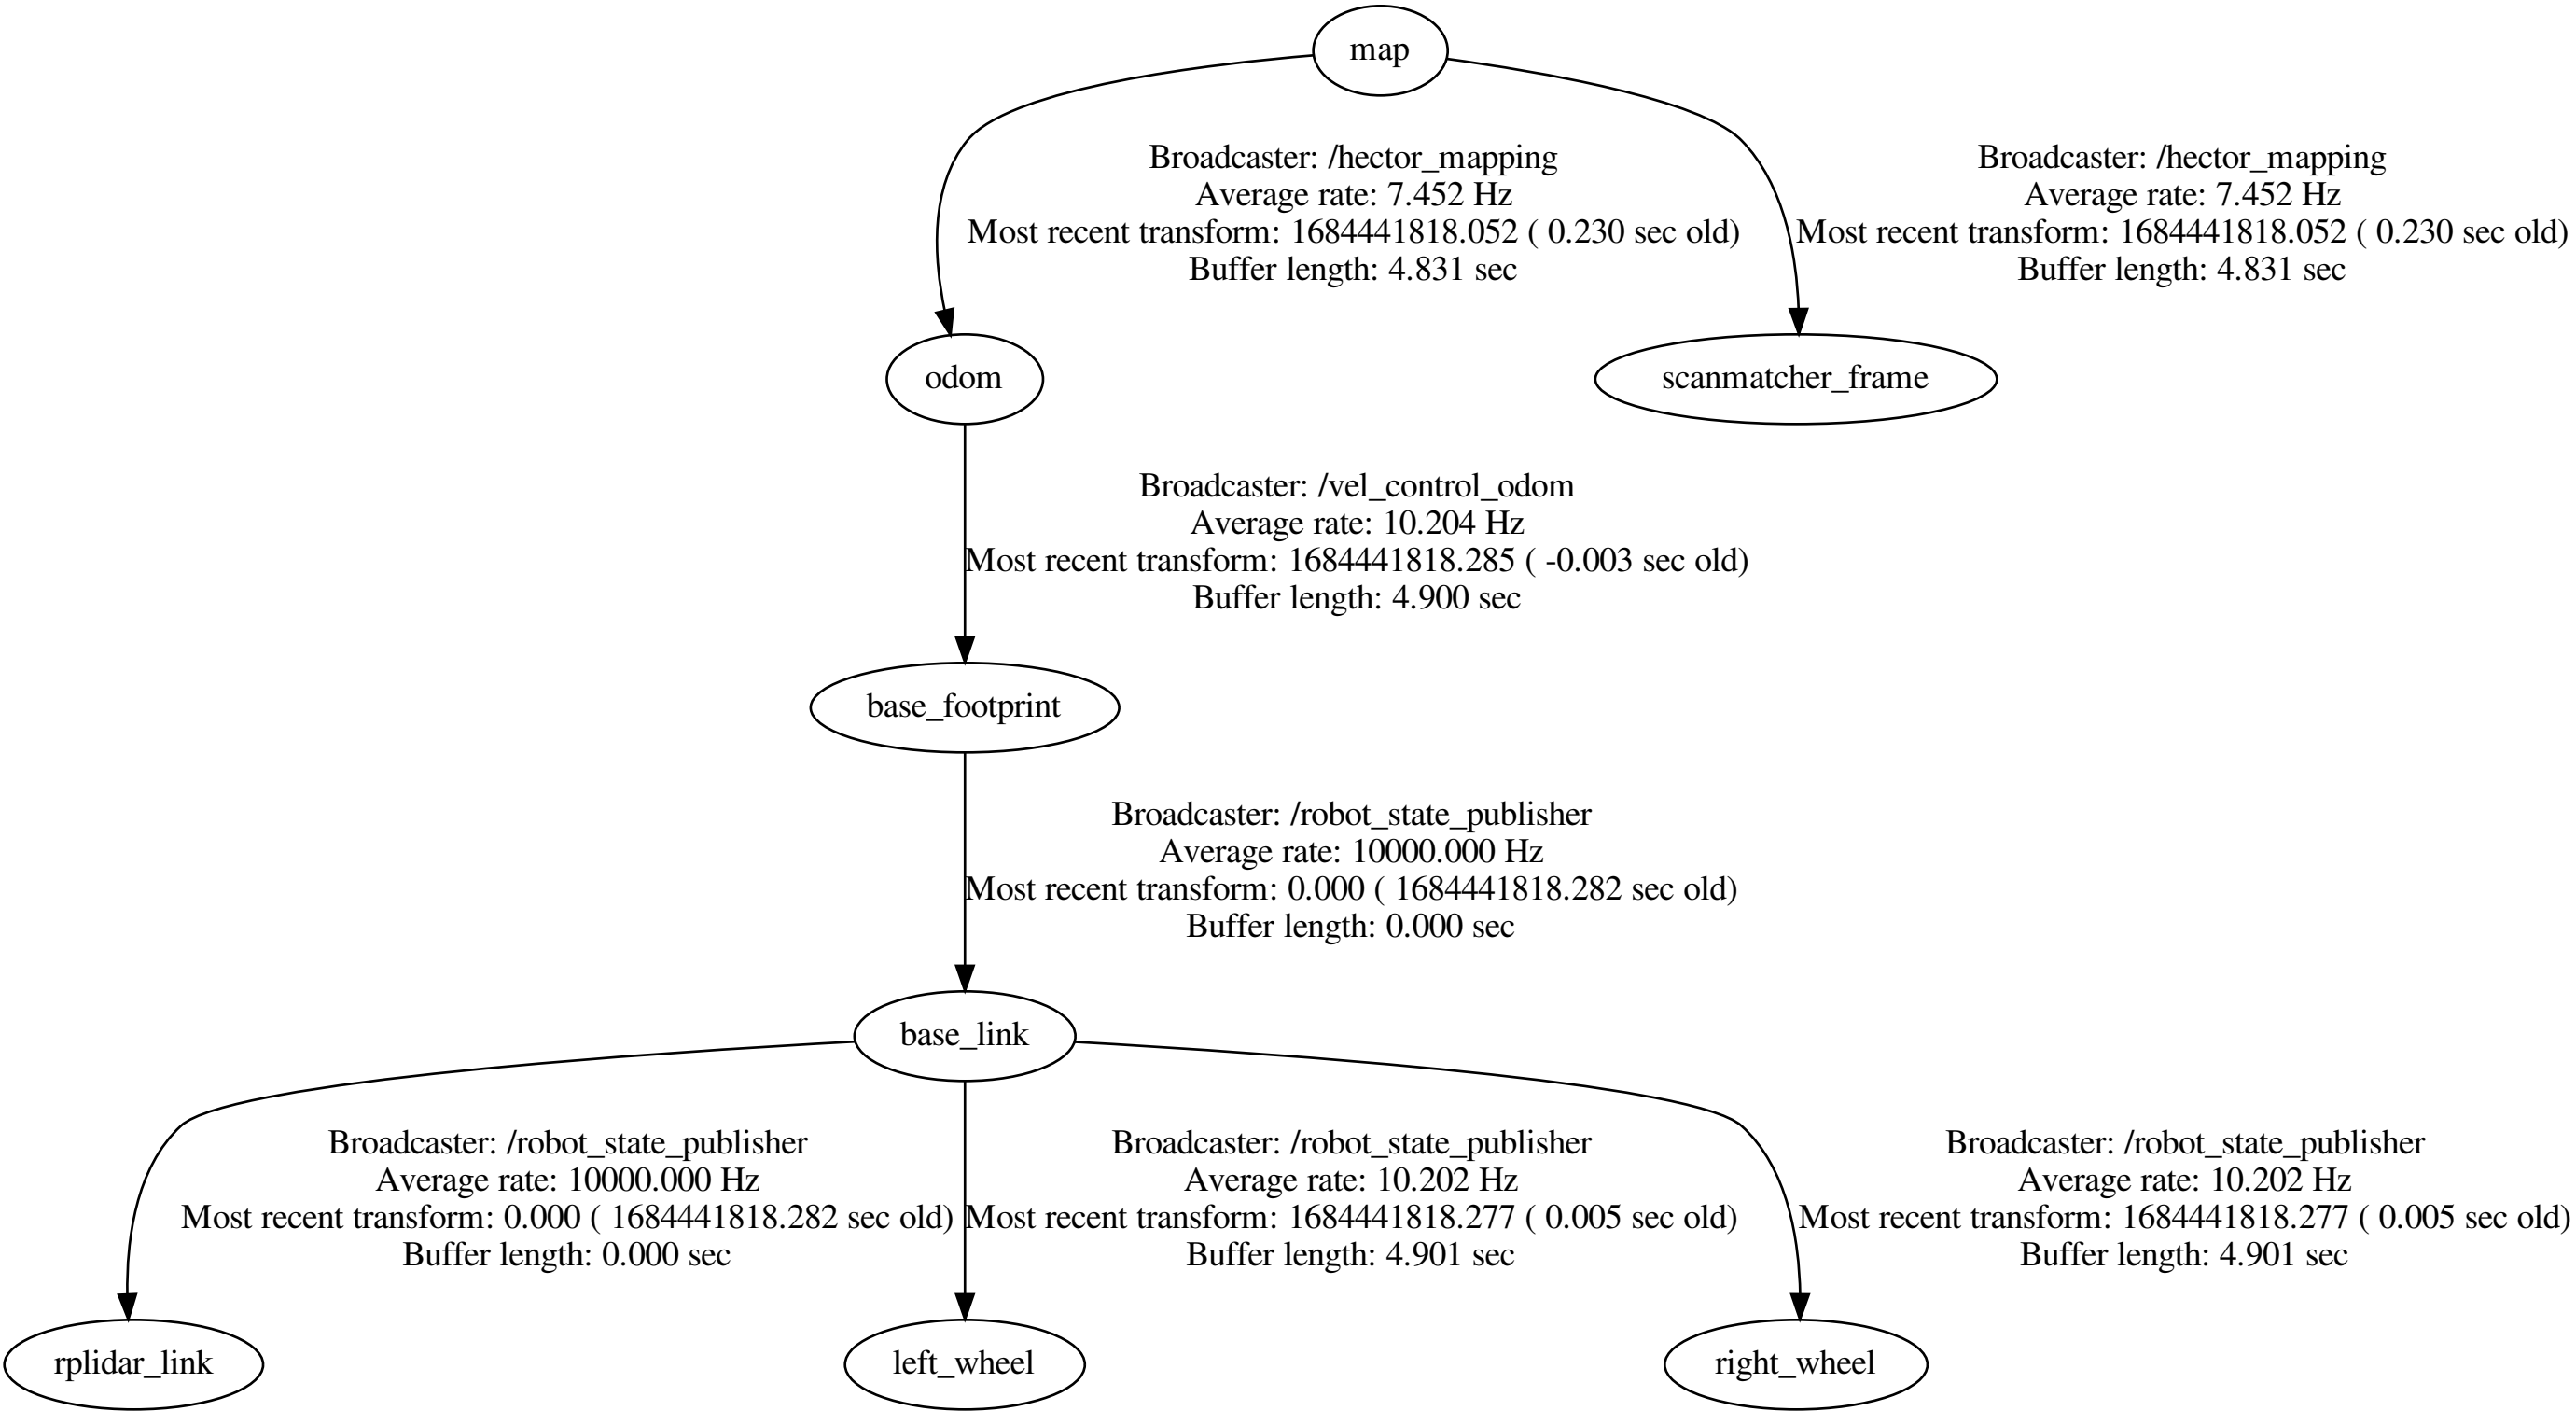 map
Broadcaster: /hector_mapping
Average rate: 7.452 Hz
Most recent transform: 1684441818.052 ( 0.230 sec old)
Buffer length: 4.831 sec
Broadcaster: /hector_mapping
Average rate: 7.452 Hz
Most recent transform: 1684441818.052 ( 0.230 sec old)
Buffer length: 4.831 sec
odom
scanmatcher_frame
Broadcaster: /vel_control_odom
Average rate: 10.204 Hz
Most recent transform: 1684441818.285 ( -0.003 sec old)
Buffer length: 4.900 sec
base_footprint
Broadcaster: /robot_state_publisher
Average rate: 10000.000 Hz
Most recent transform: 0.000 ( 1684441818.282 sec old)
Buffer length: 0.000 sec
base_link
Broadcaster: /robot_state_publisher
Average rate: 10000.000 Hz
Most recent transform: 0.000 ( 1684441818.282 sec old)
Buffer length: 0.000 sec
Broadcaster: /robot_state_publisher
Average rate: 10.202 Hz
Most recent transform: 1684441818.277 ( 0.005 sec old)
Buffer length: 4.901 sec
Broadcaster: /robot_state_publisher
Average rate: 10.202 Hz
Most recent transform: 1684441818.277 ( 0.005 sec old)
Buffer length: 4.901 sec
rplidar_link
left_wheel
right_wheel